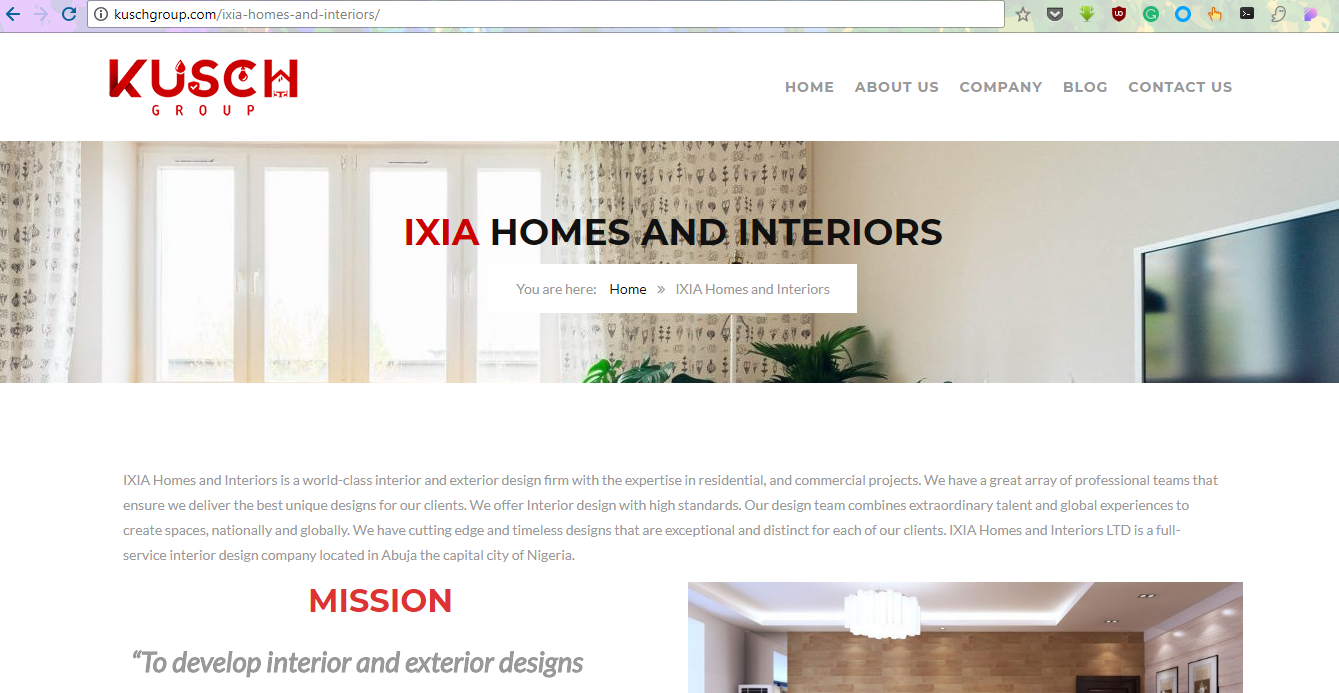 kuschgroup.com/ixia-homes-and-interiors/
KUSCH
GROUP
HOME ABOUT US COMPANY BLOG CONTACT US
IXIA HOMES AND INTERIORS
You are here: Home » IXIA Homes and Interiors
IXIA Homes and Interiors is a world-class interior and exterior design firm with the expertise in residential, and commercial projects. We have a great array of professional teams that
ensure we deliver the best unique designs for our clients. We offer Interior design with high standards. Our design team combines extraordinary talent and global experiences to
create spaces, nationally and globally. We have cutting edge and timeless designs that are exceptional and distinct for each of our clients. IXIA Homes and Interiors LTD is a full-
service interior design company located in Abuja the capital city of Nigeria.
MISSION
“To develop interior and exterior designs